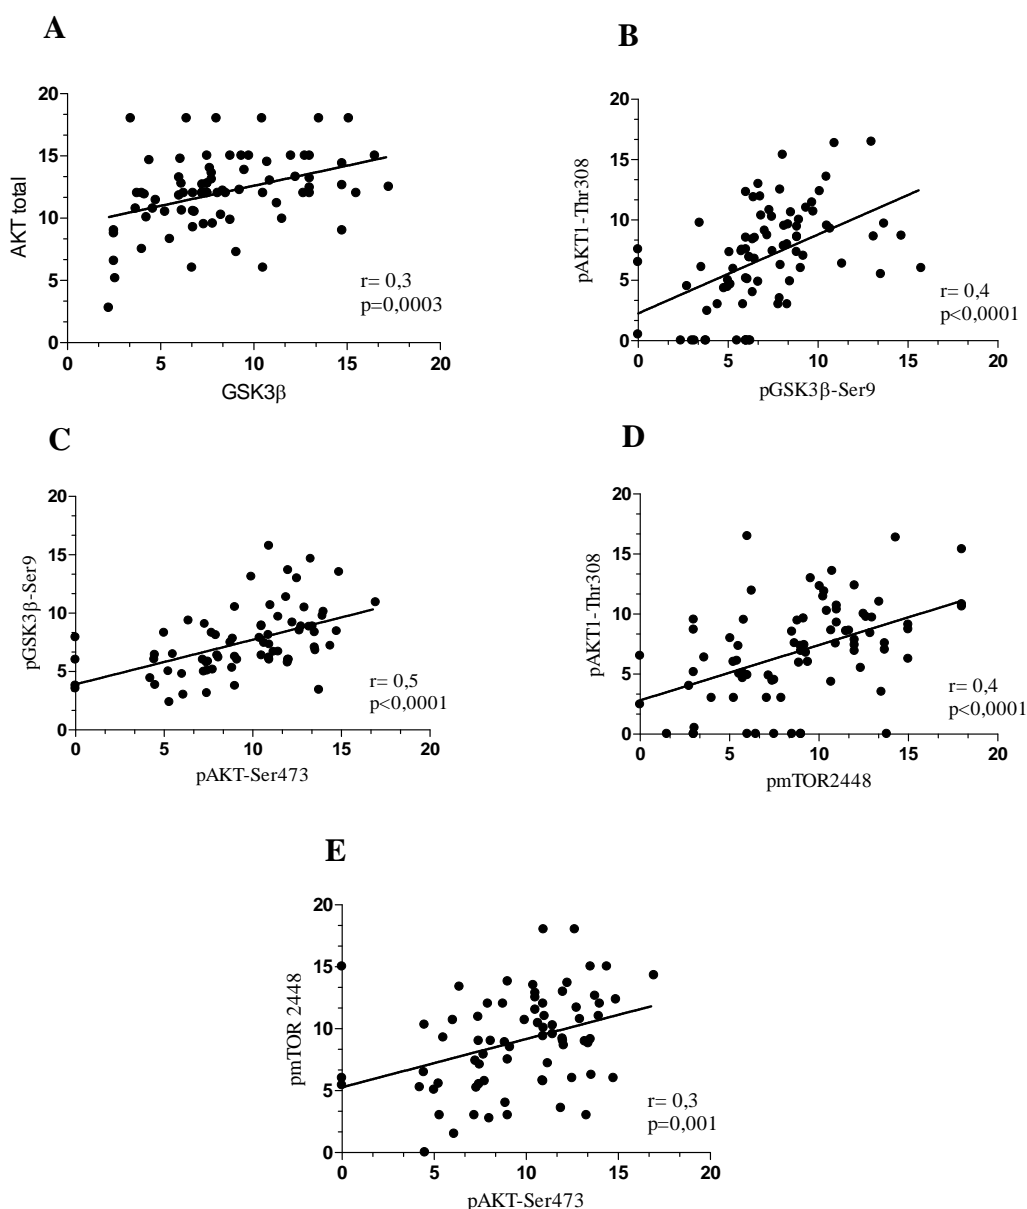 A
20
15
10
5
0
AKT total
0 5 10 15 20
GSK3β
r= 0,3
p=0,0003
B
20
15
10
5
0
pAKT1-Thr308
0 5 10 15 20
pGSK3β-Ser9
r= 0,4
p<0,0001
C
20
15
10
5
0
pGSK3β-Ser9
0 5 10 15 20
pAKT-Ser473
r= 0,5
p<0,0001
D
20
15
10
5
0
pAKT1-Thr308
0 5 10 15 20
pmTOR2448
r= 0,4
p<0,0001
E
20
15
10
5
0
pmTOR 2448
0 5 10 15 20
pAKT-Ser473
r= 0,3
p=0,001